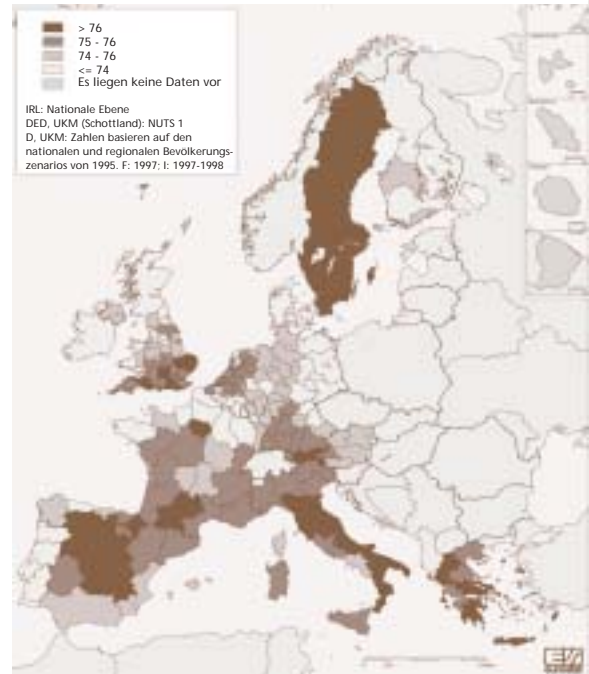 > 76
75 - 76
74 - 76
<= 74
Es liegen keine Daten vor
IRL: Nationale Ebene
DED, UKM (Schottland): NUTS 1
D, UKM: Zahlen basieren auf den
nationalen und regionalen Bevölkerungs-
zenarios von 1995. F: 1997; I: 1997-1998